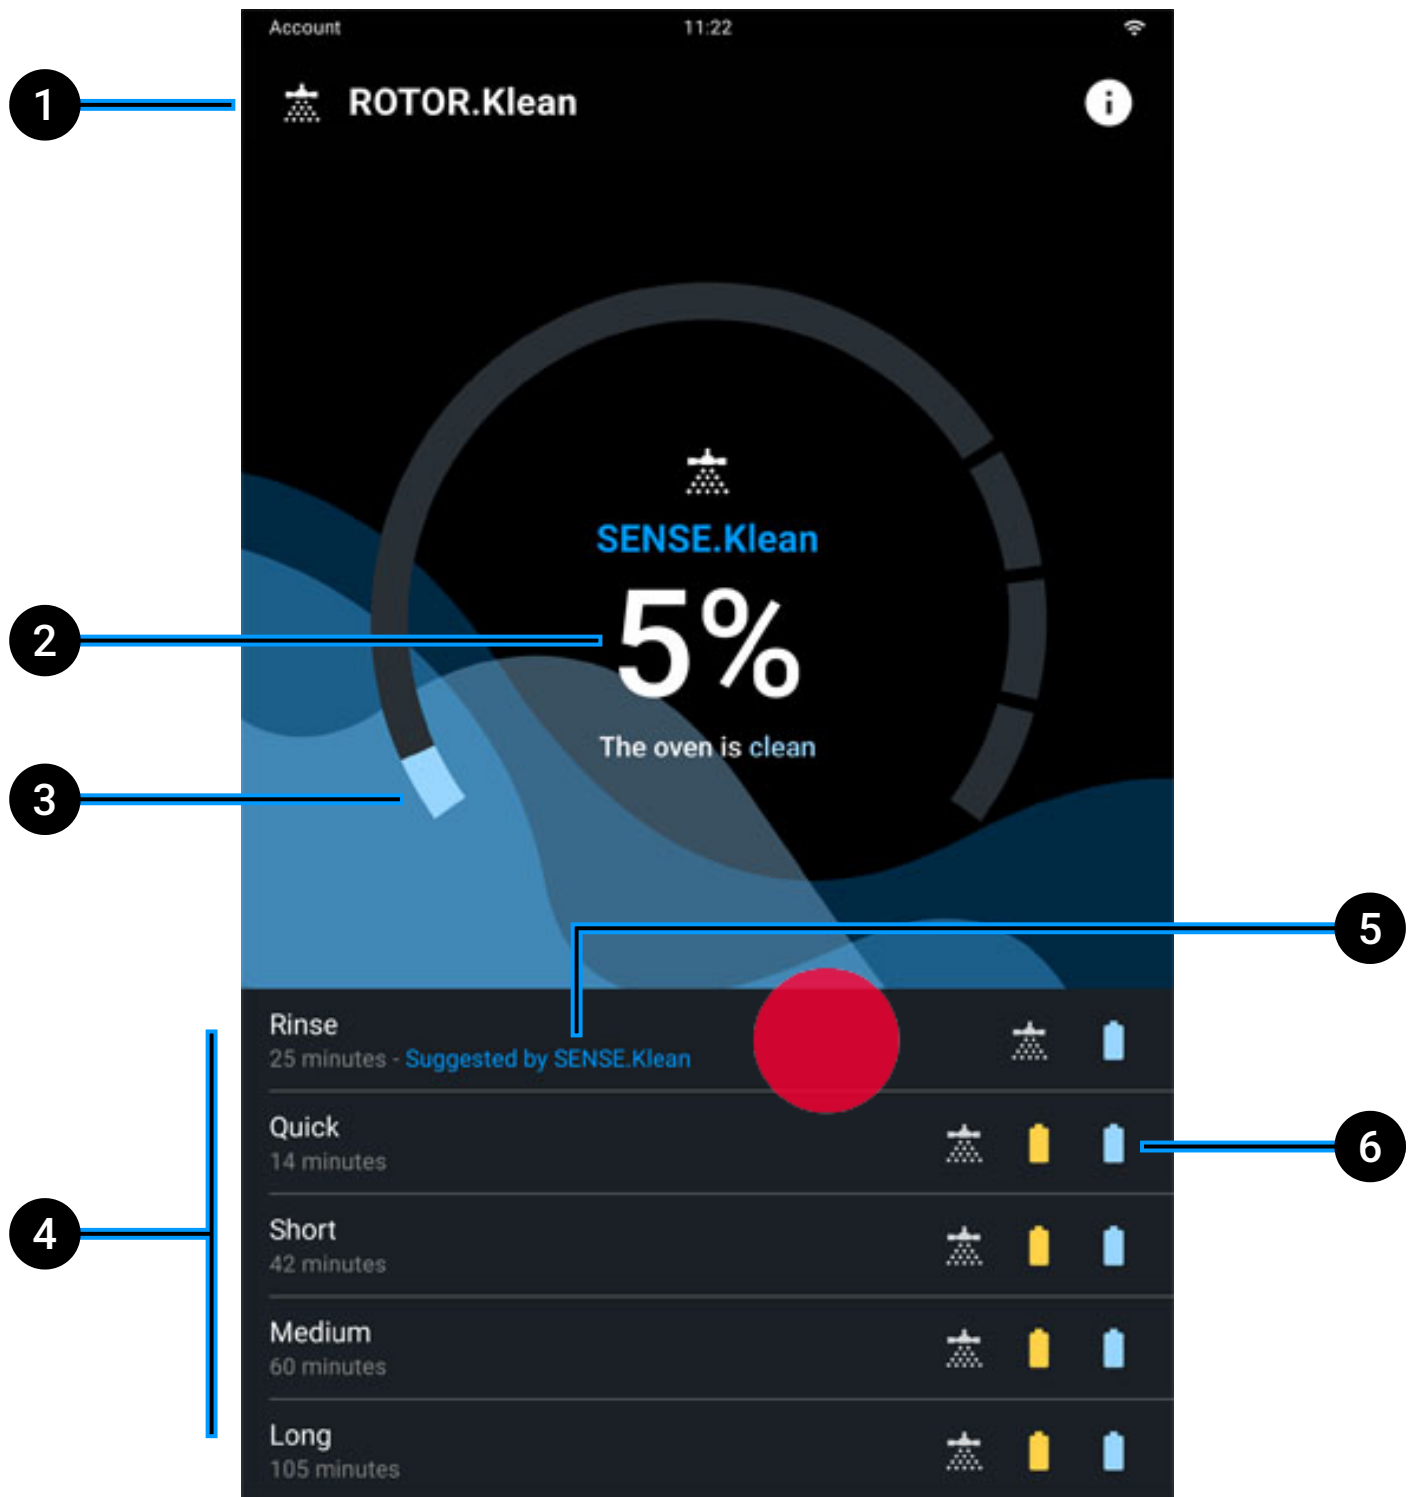 Account 11:22
1
ROTOR.Klean
SENSE.Klean
2
5%
The oven is clean
3
5
Rinse
25 minutes - Suggested by SENSE.Klean
Quick
14 minutes
6
4
Short
42 minutes
Medium
60 minutes
Long
105 minutes